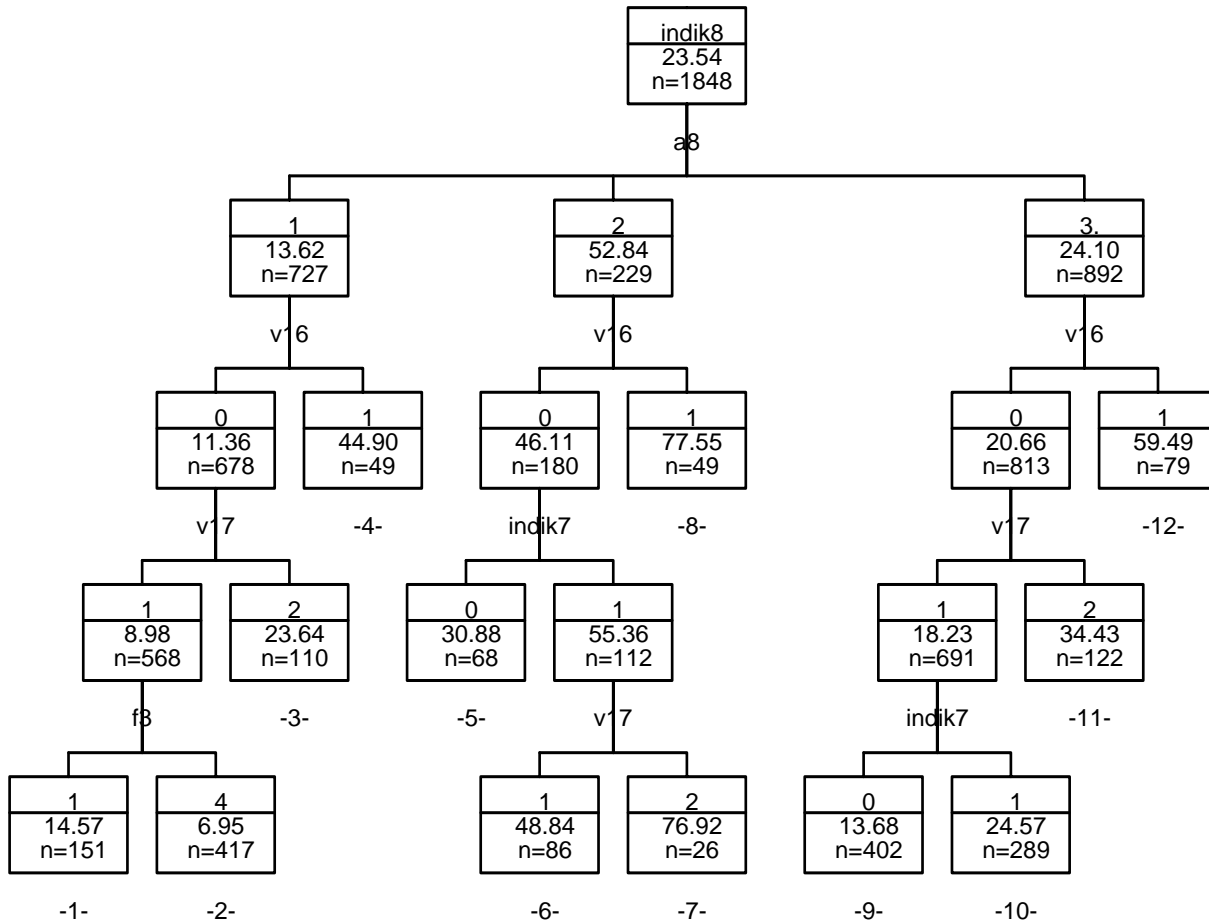 indik8
23.54
n=1848
a8
1
13.62
n=727
2
52.84
n=229
3.
24.10
n=892
v16
v16
v16
0
11.36
n=678
1
44.90
n=49
0
46.11
n=180
1
77.55
n=49
0
20.66
n=813
1
59.49
n=79
v17
-4-
indik7
-8-
v17
-12-
1
8.98
n=568
2
23.64
n=110
0
30.88
n=68
1
55.36
n=112
1
18.23
n=691
2
34.43
n=122
f3
-3-
-5-
v17
indik7
-11-
1
14.57
n=151
4
6.95
n=417
1
48.84
n=86
2
76.92
n=26
0
13.68
n=402
1
24.57
n=289
-1-
-2-
-6-
-7-
-9-
-10-